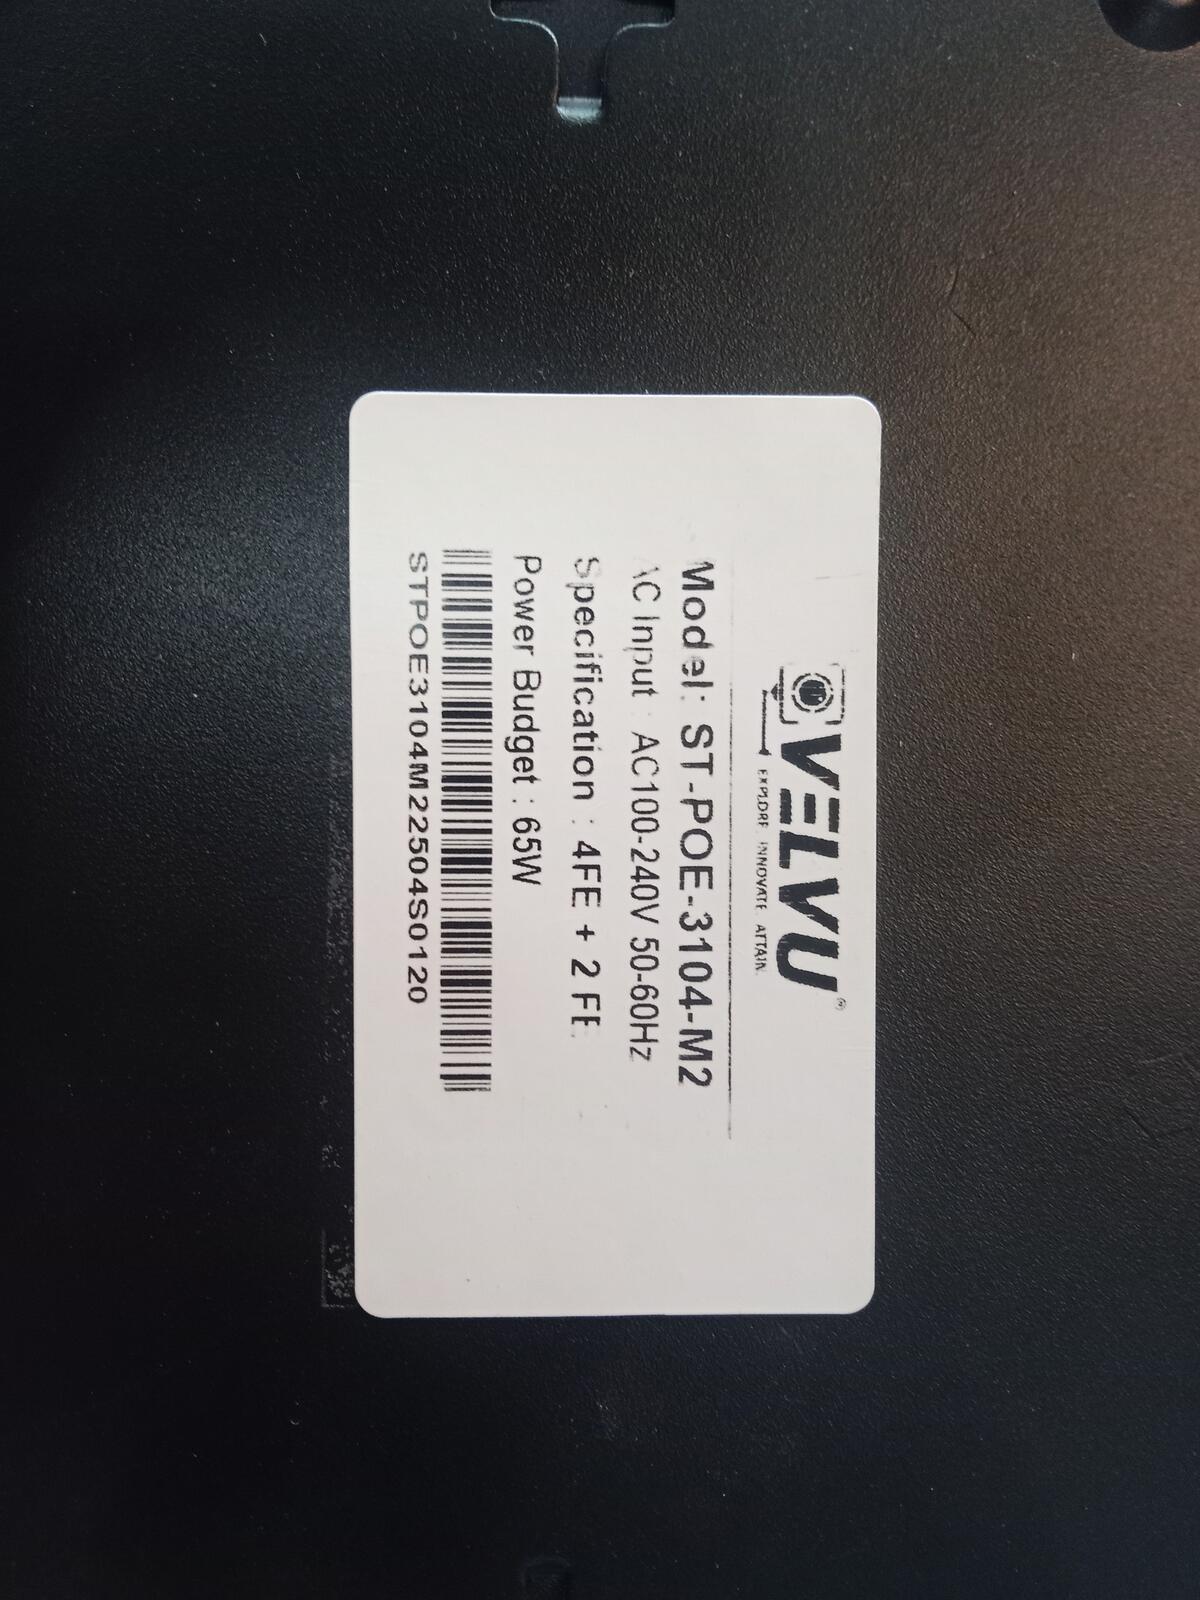 VELVU®
EXPLORE. INNOVATE. ATTAIN.
Model: ST-POE-3104-M2
AC Input : AC100-240V 50-60Hz
Specification : 4FE + 2 FE
Power Budget : 65W
STPOE3104M22504S0120